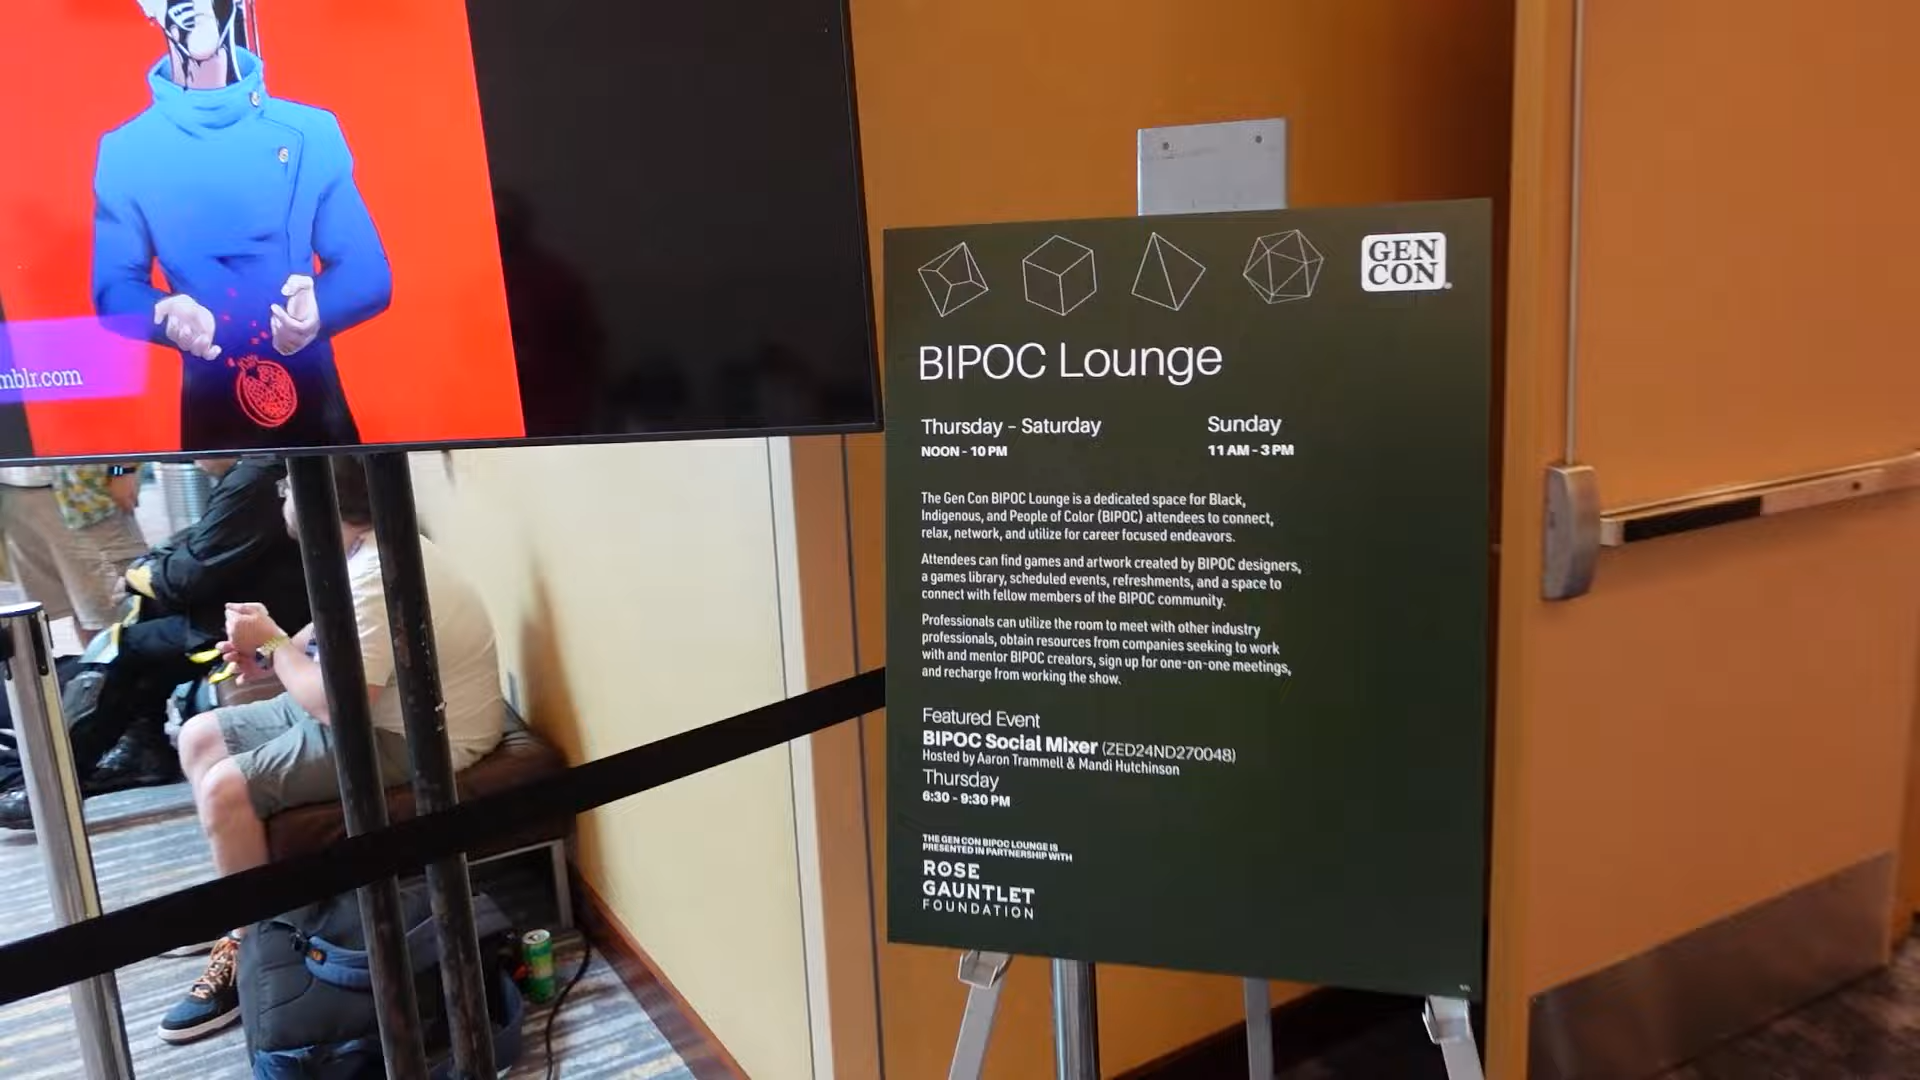 mblr.com
GEN
CON
BIPOC Lounge
Thursday - Saturday
NOON - 10 PM
Sunday
11 AM - 3 PM
The Gen Con BIPOC Lounge is a dedicated space for Black,
Indigenous, and People of Color (BIPOC) attendees to connect,
relax, network, and utilize for career focused endeavors.
Attendees can find games and artwork created by BIPOC designers,
a games library, scheduled events, refreshments, and a space to
connect with fellow members of the BIPOC community.
Professionals can utilize the room to meet with other industry
professionals, obtain resources from companies seeking to work
with and mentor BIPOC creators, sign up for one-on-one meetings,
and recharge from working the show.
Featured Event
BIPOC Social Mixer (ZED24ND270048)
Hosted by Aaron Trammell & Mandi Hutchinson
Thursday
6:30 - 9:30 PM
THE GEN CON BIPOC LOUNGE IS
PRESENTED IN PARTNERSHIP WITH
ROSE
GAUNTLET
FOUNDATION